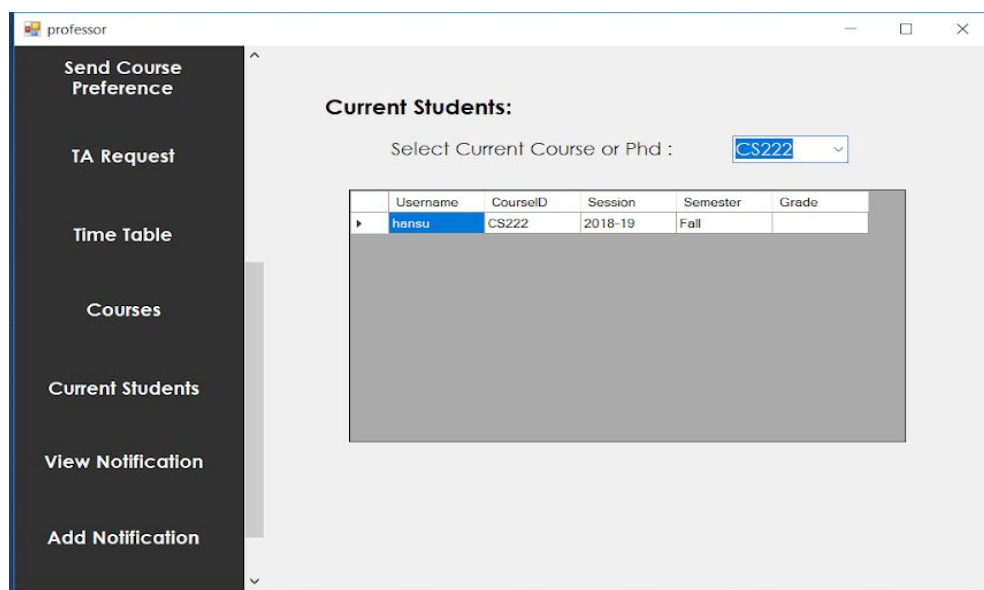 professor
Send Course
Preference
TA Request
Time Table
Courses
Current Students
View Notification
Add Notification
Current Students:
Select Current Course or Phd : CS222
Username CourseID Session Semester Grade
hansu CS222 2018-19 Fall